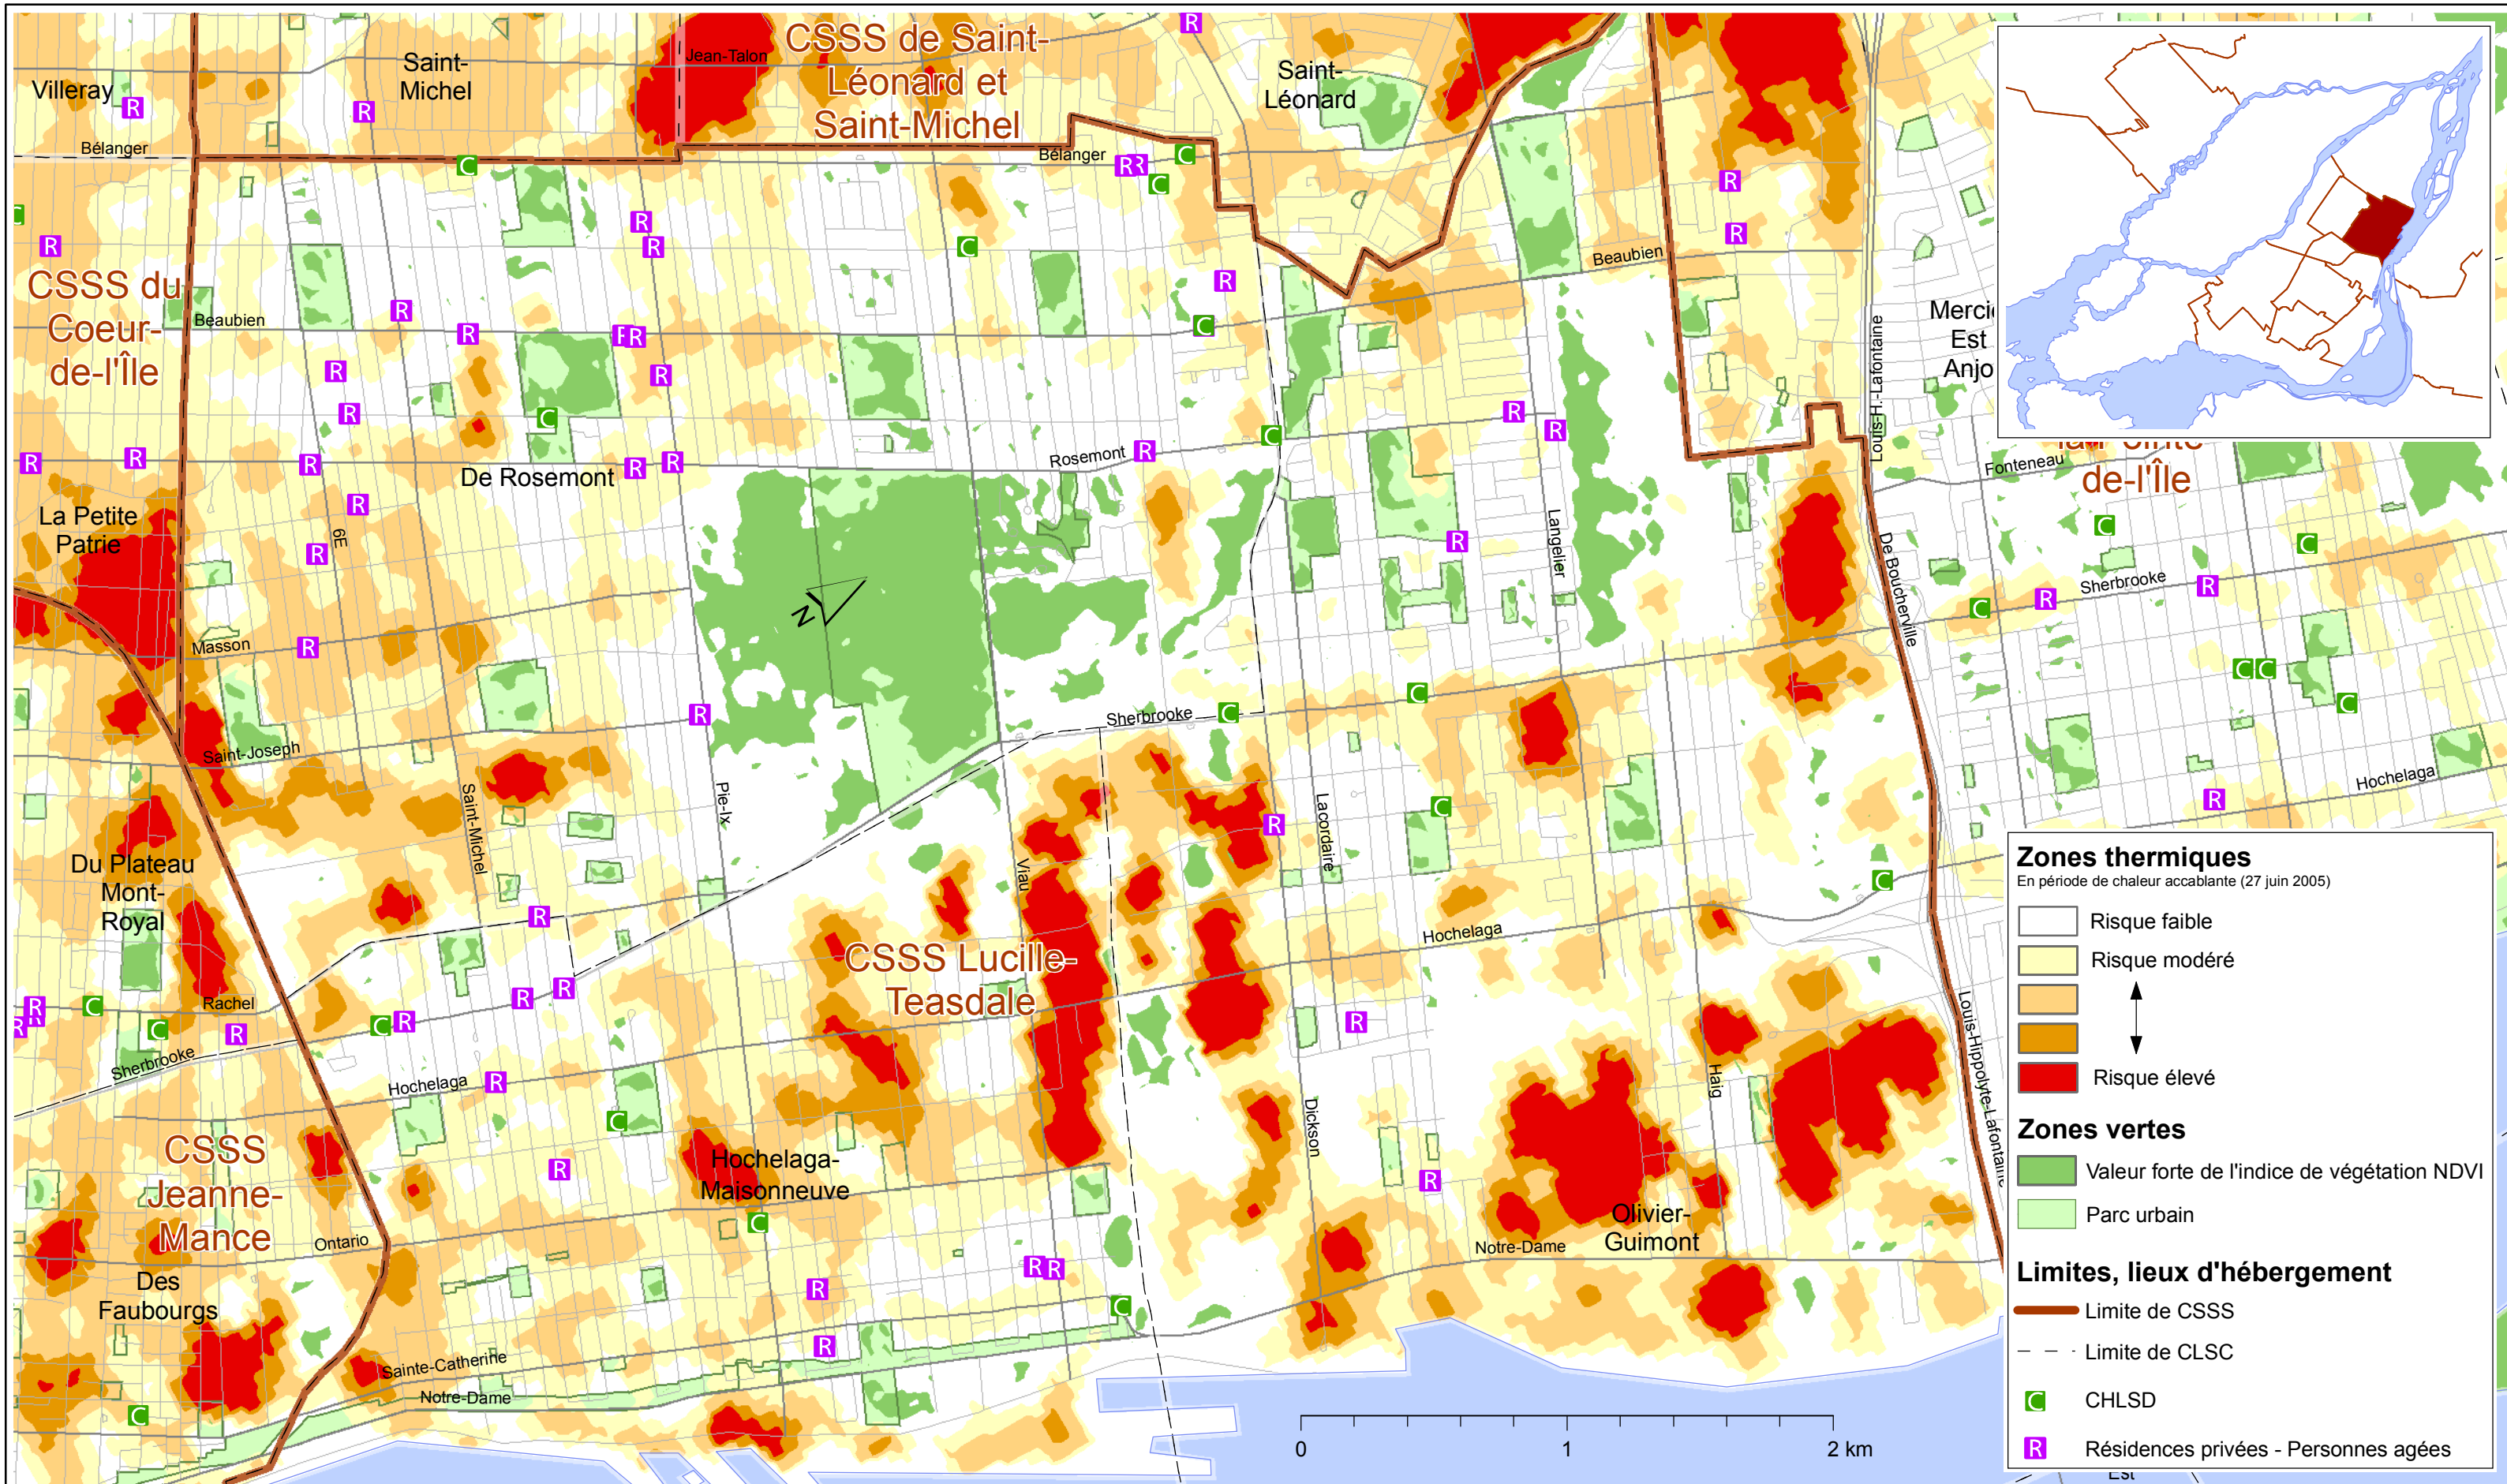 CSSS de Saint-
Léonard et
Saint-Michel
Villeray
R
Saint-
Michel
Jean-Talon
Saint-
Léonard
Bélanger
Bélanger
CSSS du
Coeur-
de-l'Île
Beaubien
Beaubien
Louis-H.-Lafontaine
Est
de-l'Île
Fonteneau
Rosemont
De Rosemont
La Petite
Patrie
6E
Langelier
De Boucherville
Sherbrooke
N
Masson
Sherbrooke
Saint-Joseph
Saint-Michel
Pie-Ix
Viau
Lacordaire
Hochelaga
Du Plateau
Mont-
Royal
Hochelaga
CSSS Lucille-
Teasdale
Rachel
Sherbrooke
Hochelaga
Haig
Dickson
Louis-Hippolyte-Lafontaine
CSSS
Jeanne-
Mance
Hochelaga-
Maisonneuve
Ontario
Olivier-
Guimont
Notre-Dame
Des
Faubourgs
Sainte-Catherine
Notre-Dame
0 1 2 km
Zones thermiques
En période de chaleur accablante (27 juin 2005)
Risque faible
Risque modéré
Risque élevé
Zones vertes
Valeur forte de l'indice de végétation NDVI
Parc urbain
Limites, lieux d'hébergement
Limite de CSSS
Limite de CLSC
C CHLSD
R Résidences privées - Personnes agées